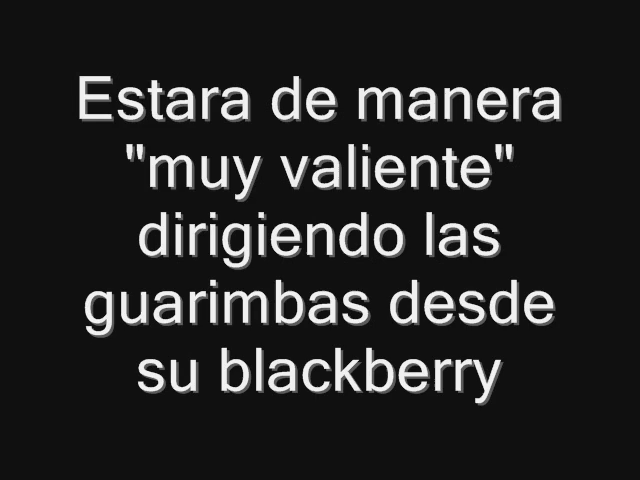 Estara de manera
"muy valiente"
dirigiendo las
guarimbas desde
su blackberry